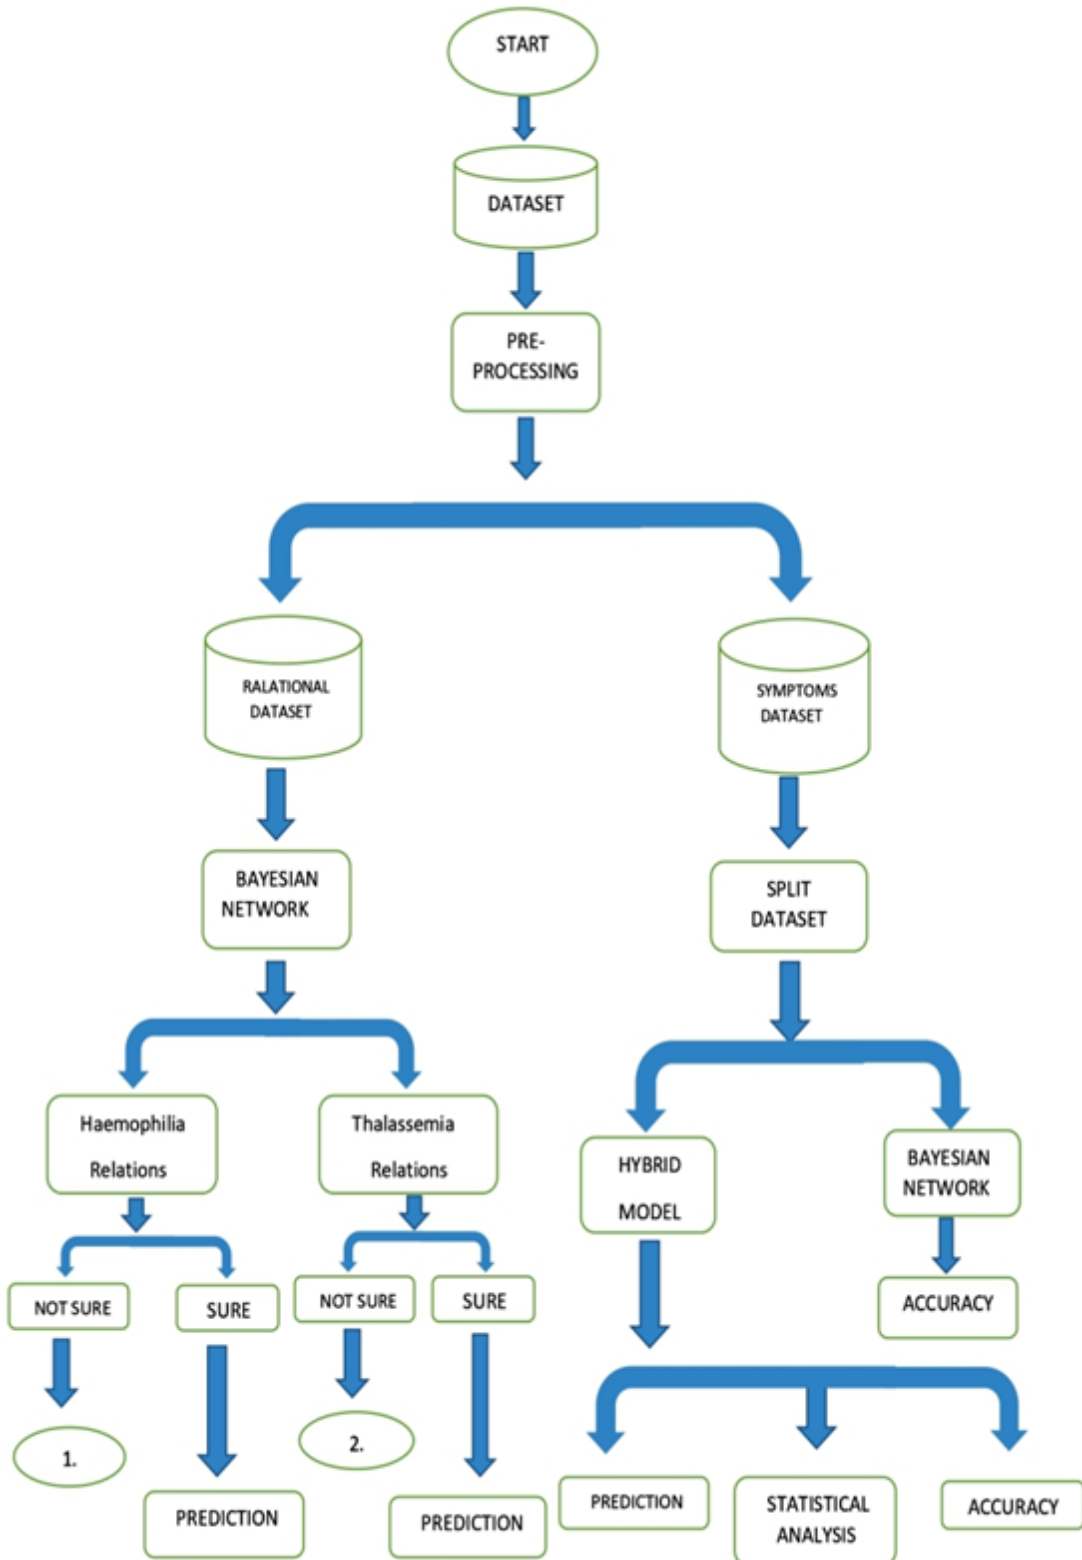 START
DATASET
PRE-
PROCESSING
RALATIONAL
DATASET
SYMPTOMS
DATASET
BAYESIAN
NETWORK
SPLIT
DATASET
Haemophilia
Relations
Thalassemia
Relations
HYBRID
MODEL
BAYESIAN
NETWORK
NOT SURE
SURE
NOT SURE
SURE
ACCURACY
1.
2.
PREDICTION
PREDICTION
PREDICTION
STATISTICAL
ANALYSIS
ACCURACY